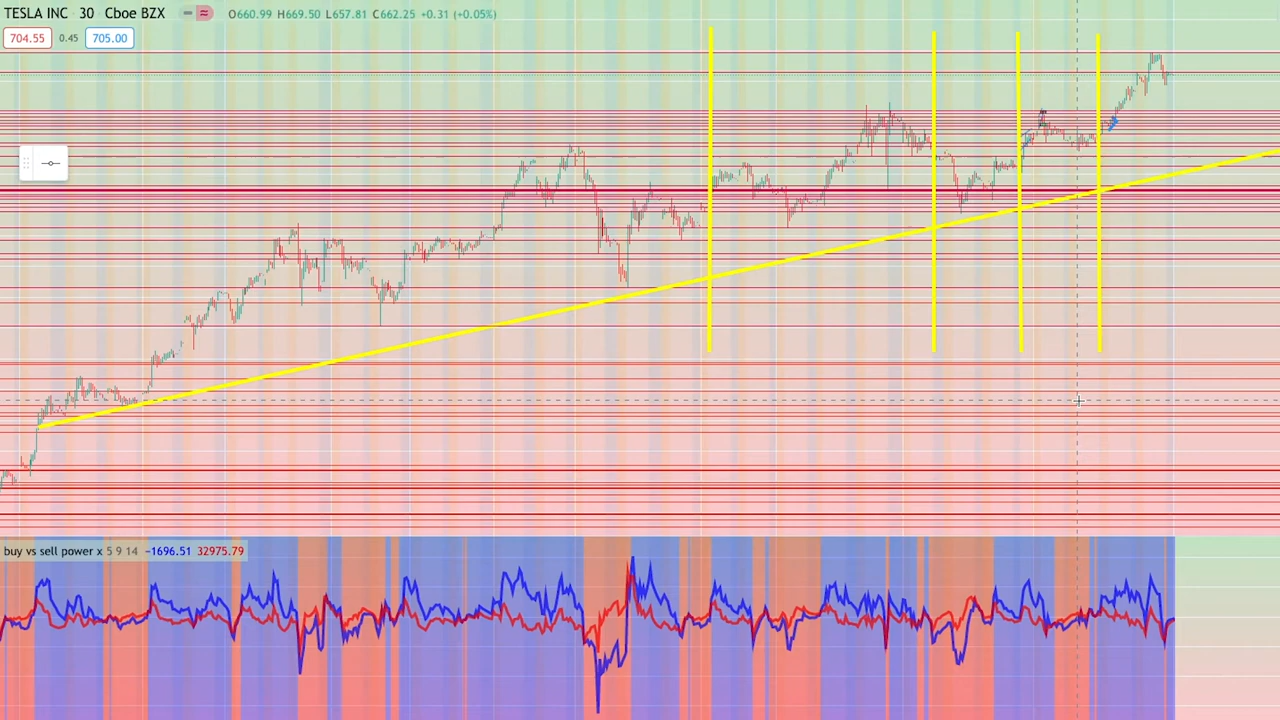 TESLA INC 30 Cboe BZX O660.99 H669.50 L657.81 C662.25 +0.31 (+0.05%)
704.55 0.45 705.00
buy vs sell power x 5 9 14 −1696.51 32975.79